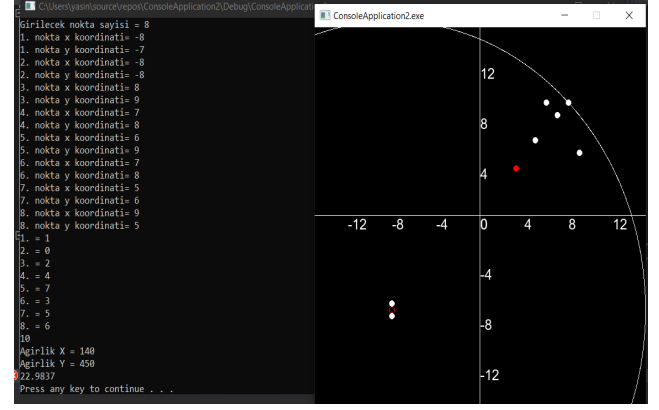 C:\Users\yasin\source\repos\ConsoleApplication2\Debug\ConsoleApplicati
Girilecek nokta sayisi = 8
1. nokta x koordinati= -8
1. nokta y koordinati= -7
2. nokta x koordinati= -8
2. nokta y koordinati= -8
3. nokta x koordinati= 8
3. nokta y koordinati= 9
4. nokta x koordinati= 7
4. nokta y koordinati= 8
5. nokta x koordinati= 6
5. nokta y koordinati= 9
6. nokta x koordinati= 7
6. nokta y koordinati= 8
7. nokta x koordinati= 5
7. nokta y koordinati= 6
8. nokta x koordinati= 9
8. nokta y koordinati= 5
1. = 1
2. = 0
3. = 2
4. = 4
5. = 7
6. = 3
7. = 5
8. = 6
10
Agirlik X = 140
Agirlik Y = 450
22.9837
Press any key to continue . . .
ConsoleApplication2.exe
12
8
4
-12 -8 -4 0 4 8 12
-4
-8
-12